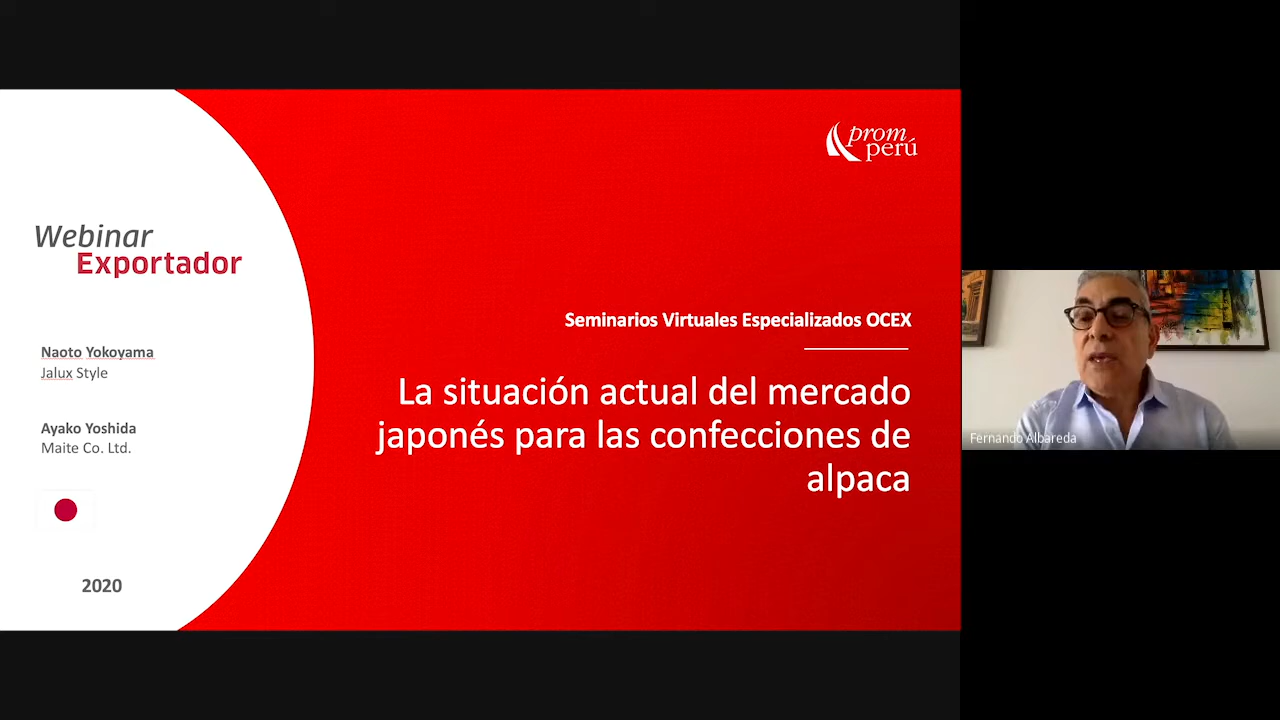 prom
perú
Webinar
Exportador
Naoto Yokoyama
Jalux Style
Ayako Yoshida
Maite Co. Ltd.
2020
Seminarios Virtuales Especializados OCEX
La situación actual del mercado
japonés para las confecciones de
alpaca
Fernando Albareda